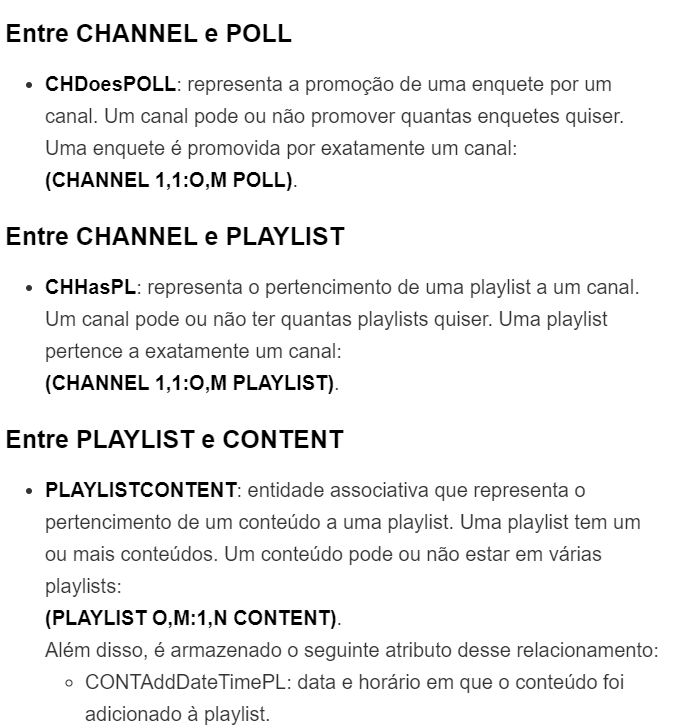 Entre CHANNEL e POLL
• CHDoesPOLL: representa a promoção de uma enquete por um
canal. Um canal pode ou não promover quantas enquetes quiser.
Uma enquete é promovida por exatamente um canal:
(CHANNEL 1,1:O,M POLL).
Entre CHANNEL e PLAYLIST
• CHHasPL: representa o pertencimento de uma playlist a um canal.
Um canal pode ou não ter quantas playlists quiser. Uma playlist
pertence a exatamente um canal:
(CHANNEL 1,1:O,M PLAYLIST).
Entre PLAYLIST e CONTENT
• PLAYLISTCONTENT: entidade associativa que representa o
pertencimento de um conteúdo a uma playlist. Uma playlist tem um
ou mais conteúdos. Um conteúdo pode ou não estar em várias
playlists:
(PLAYLIST O,M:1,N CONTENT).
Além disso, é armazenado o seguinte atributo desse relacionamento:
◦ CONTAddDateTimePL: data e horário em que o conteúdo foi
adicionado à playlist.